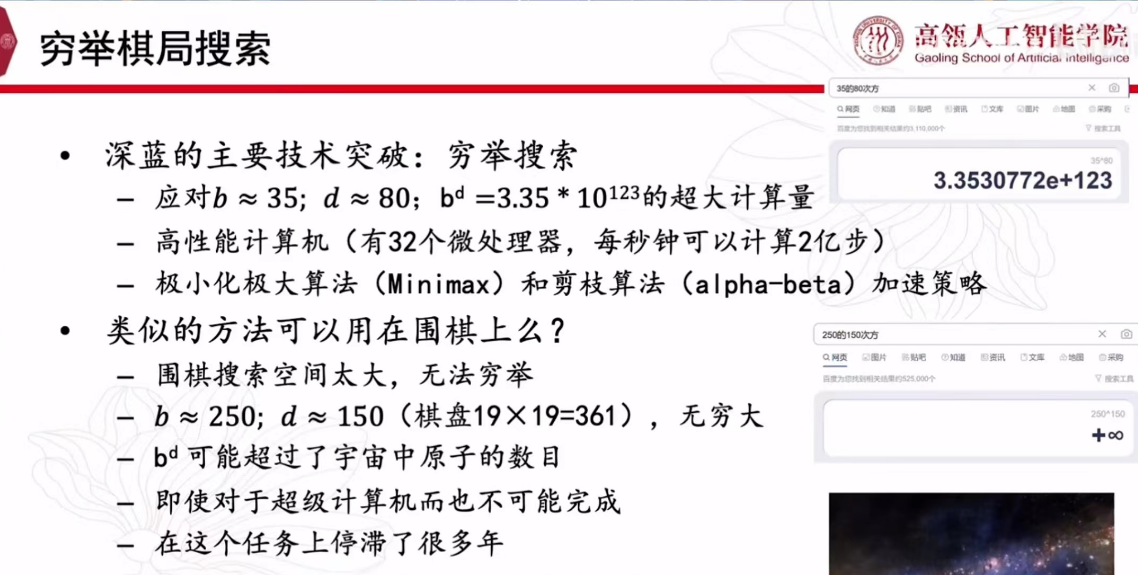 穷举棋局搜索
高瓴人工智能学院
Gaoling School of Artificial Intelligence
35的80次方
网页 知道 贴吧 资讯 文库 图片 地图 采购
百度为您找到相关结果约3,110,000个 搜索工具
35^80
3.3530772e+123
• 深蓝的主要技术突破：穷举搜索
– 应对b ≈ 35; d ≈ 80；bᵈ =3.35 * 10¹²³的超大计算量
– 高性能计算机（有32个微处理器，每秒钟可以计算2亿步）
– 极小化极大算法（Minimax）和剪枝算法（alpha-beta）加速策略
• 类似的方法可以用在围棋上么？
– 围棋搜索空间太大，无法穷举
– b ≈ 250; d ≈ 150（棋盘19×19=361），无穷大
– bᵈ 可能超过了宇宙中原子的数目
– 即使对于超级计算机而也不可能完成
– 在这个任务上停滞了很多年
250的150次方
网页 图片 贴吧 知道 资讯 文库 地图 采购
百度为您找到相关结果约525,000个 搜索工具
250^150
+∞